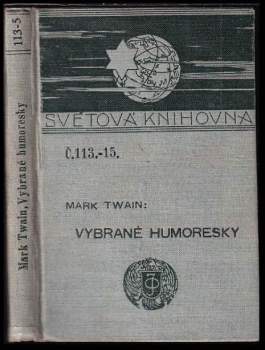 113-5
Mark Twain, Vybrané humoresky
SVĚTOVÁ KNIHOVNA
Č.113.-15.
MARK TWAIN:
VYBRANÉ HUMORESKY